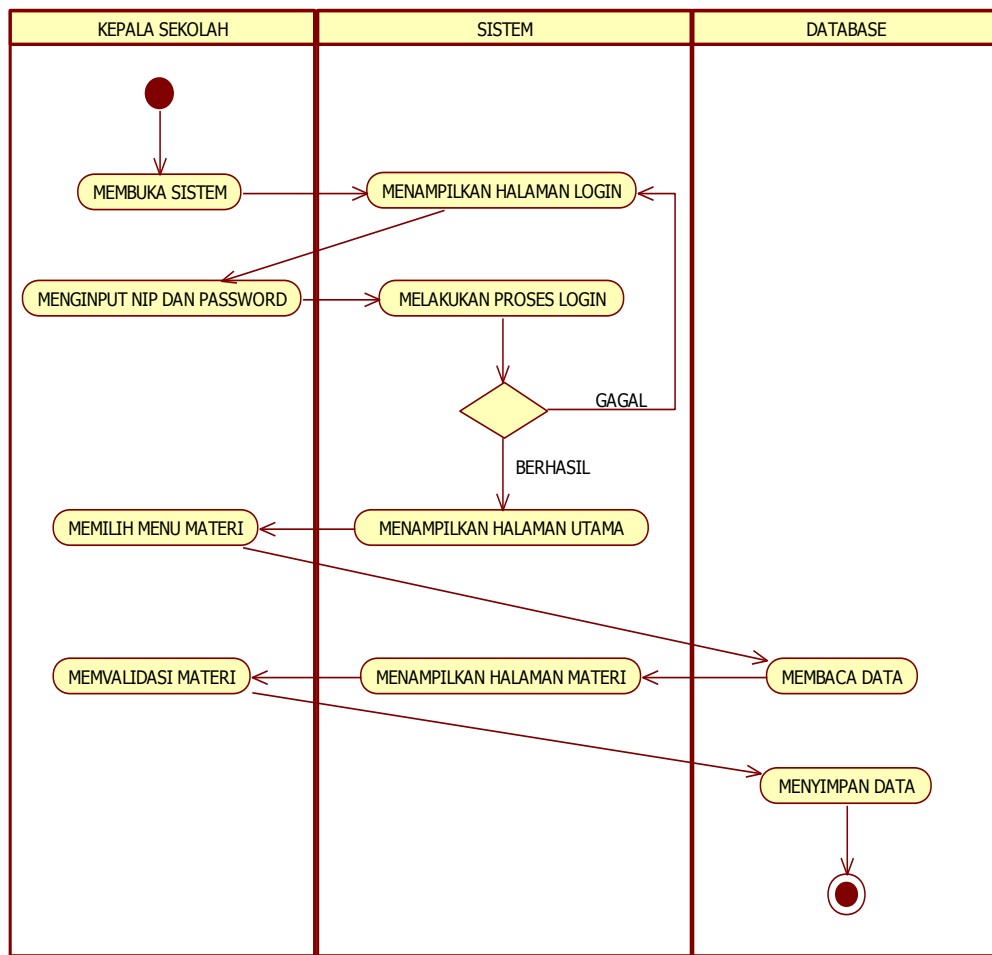 KEPALA SEKOLAH
SISTEM
DATABASE
MEMBUKA SISTEM
MENAMPILKAN HALAMAN LOGIN
MENGINPUT NIP DAN PASSWORD
MELAKUKAN PROSES LOGIN
GAGAL
BERHASIL
MEMILIH MENU MATERI
MENAMPILKAN HALAMAN UTAMA
MEMVALIDASI MATERI
MENAMPILKAN HALAMAN MATERI
MEMBACA DATA
MENYIMPAN DATA